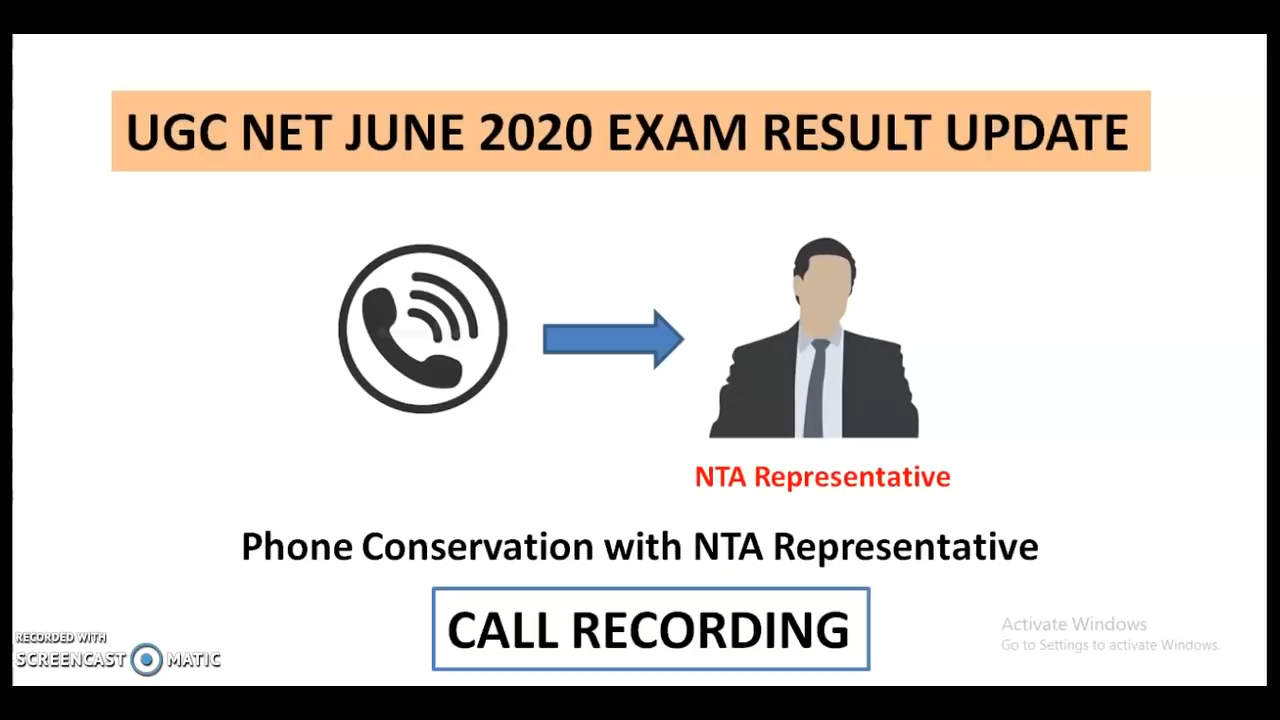 UGC NET JUNE 2020 EXAM RESULT UPDATE
NTA Representative
Phone Conservation with NTA Representative
CALL RECORDING
RECORDED WITH
SCREENCAST MATIC
Activate Windows
Go to Settings to activate Windows.